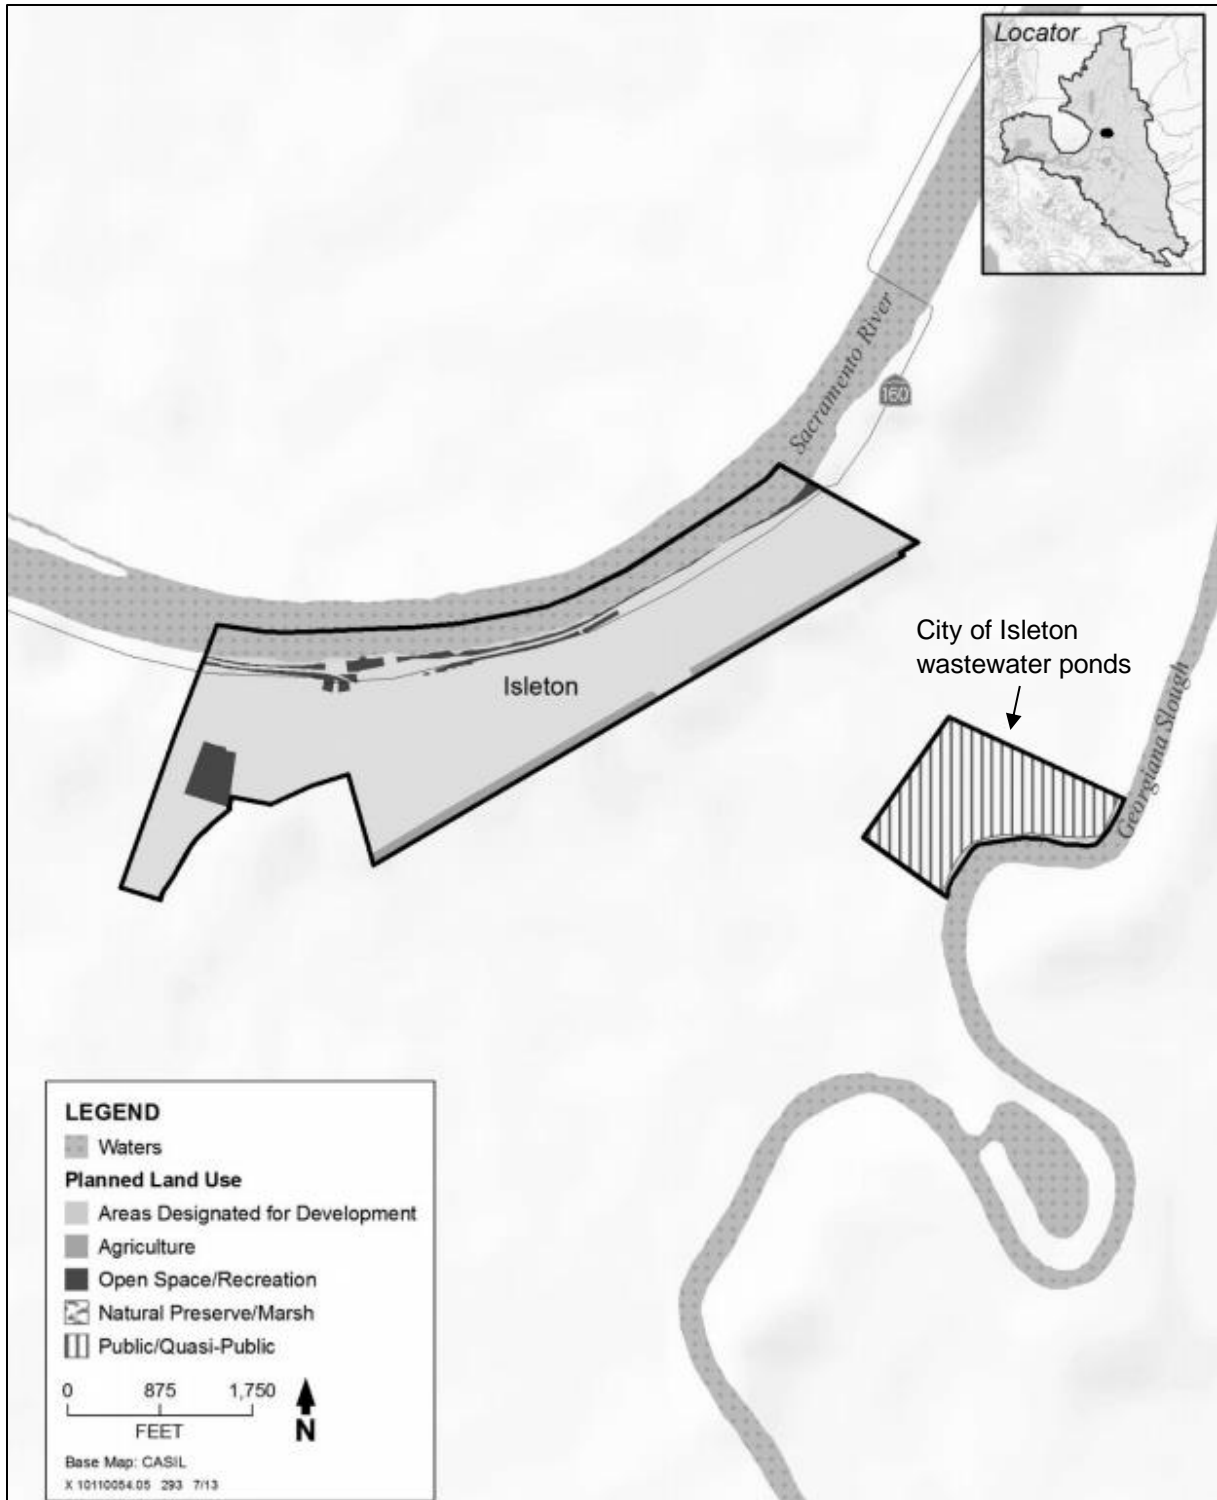 Locator
Sacramento River
160
Isleton
City of Isleton
wastewater ponds
Georgiana Slough
LEGEND
Waters
Planned Land Use
Areas Designated for Development
Agriculture
Open Space/Recreation
Natural Preserve/Marsh
Public/Quasi-Public
0 875 1,750
FEET
N
Base Map: CASIL
X 10110054.05 293 7/13